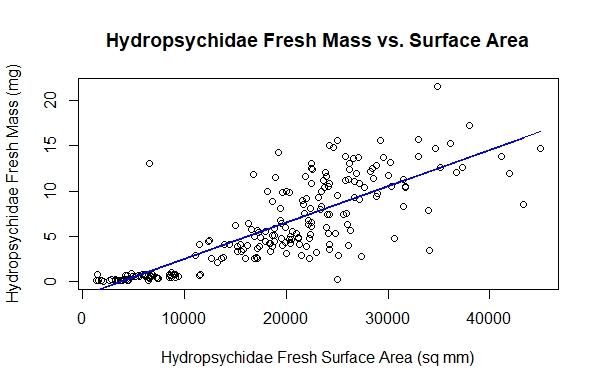 Hydropsychidae Fresh Mass vs. Surface Area
Hydropsychidae Fresh Mass (mg)
20
15
10
5
0
0 10000 20000 30000 40000
Hydropsychidae Fresh Surface Area (sq mm)